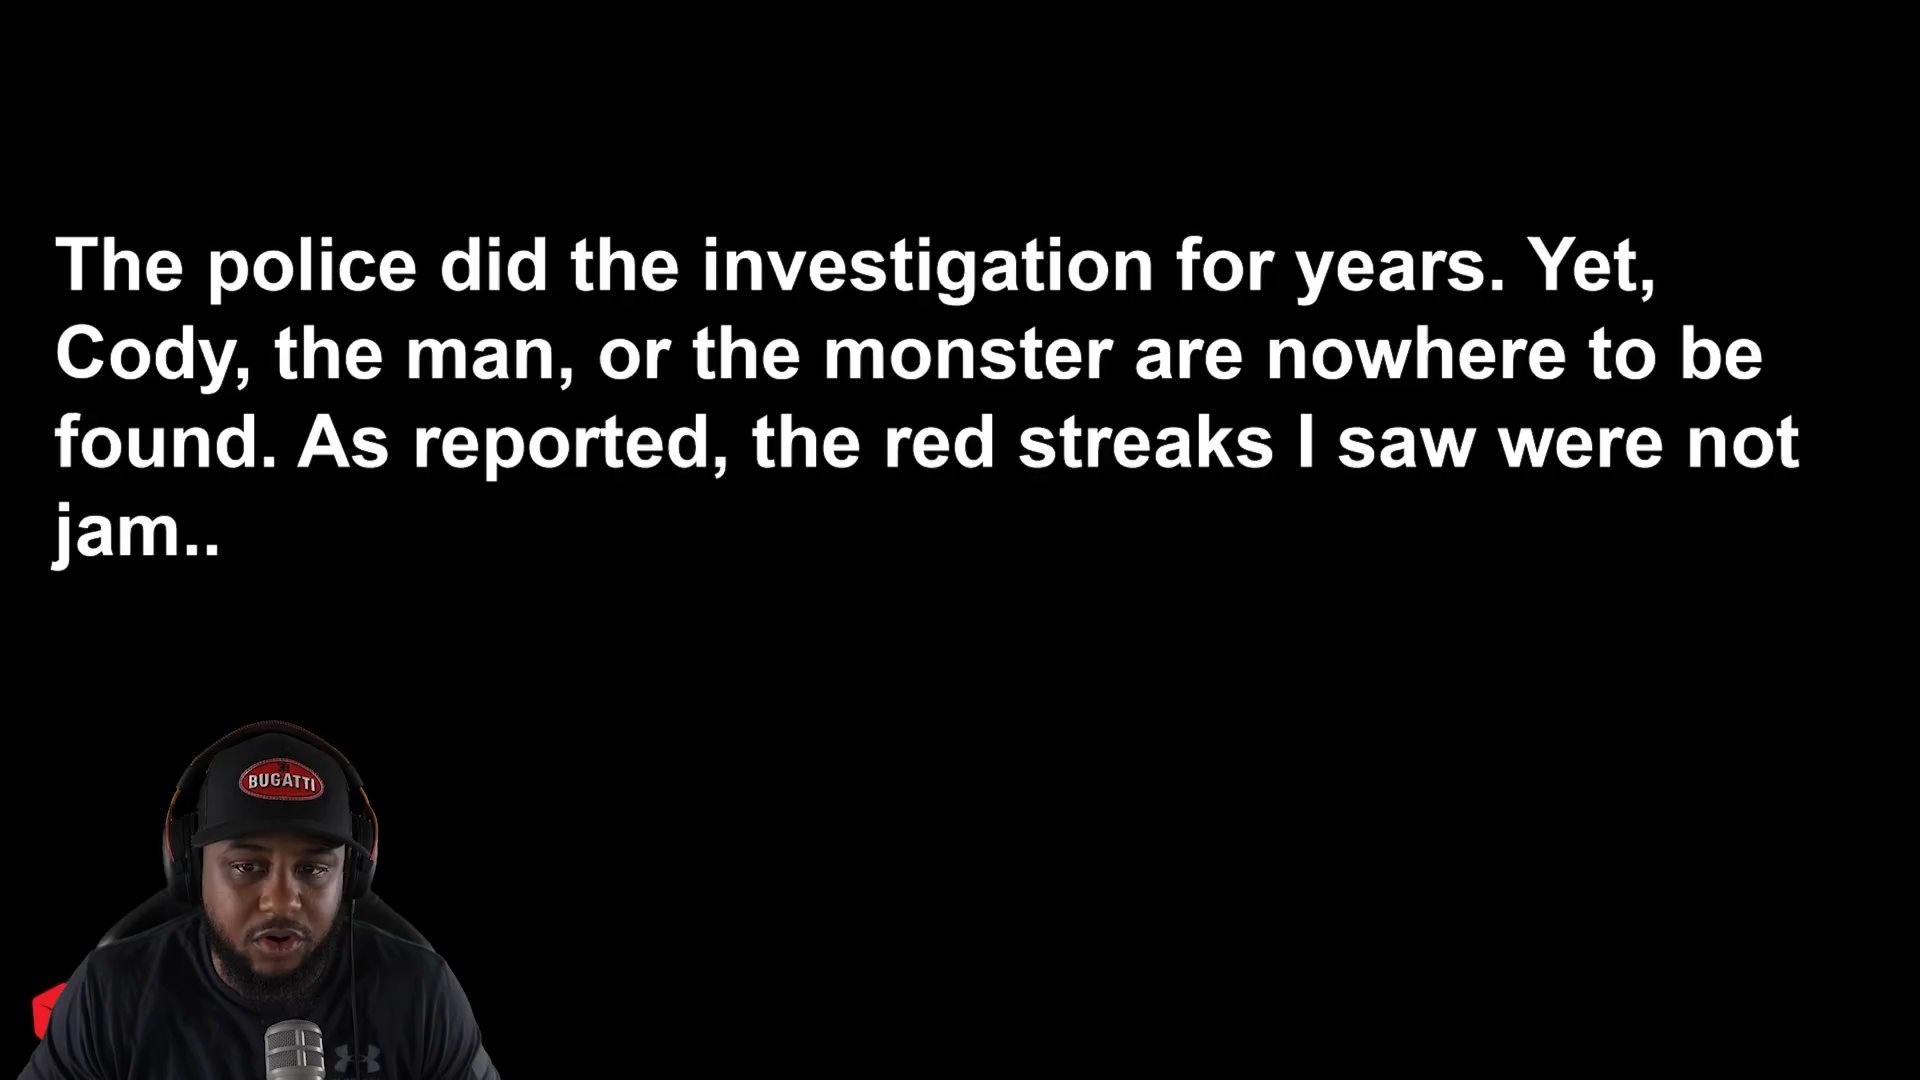 The police did the investigation for years. Yet,
Cody, the man, or the monster are nowhere to be
found. As reported, the red streaks I saw were not
jam..
BUGATTI